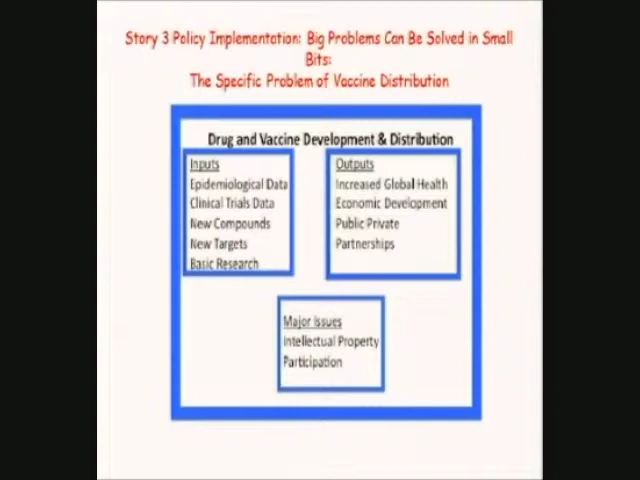 Story 3 Policy Implementation: Big Problems Can Be Solved in Small
Bits:
The Specific Problem of Vaccine Distribution
Drug and Vaccine Development & Distribution
Inputs
Epidemiological Data
Clinical Trials Data
New Compounds
New Targets
Basic Research
Outputs
Increased Global Health
Economic Development
Public Private
Partnerships
Major Issues
Intellectual Property
Participation